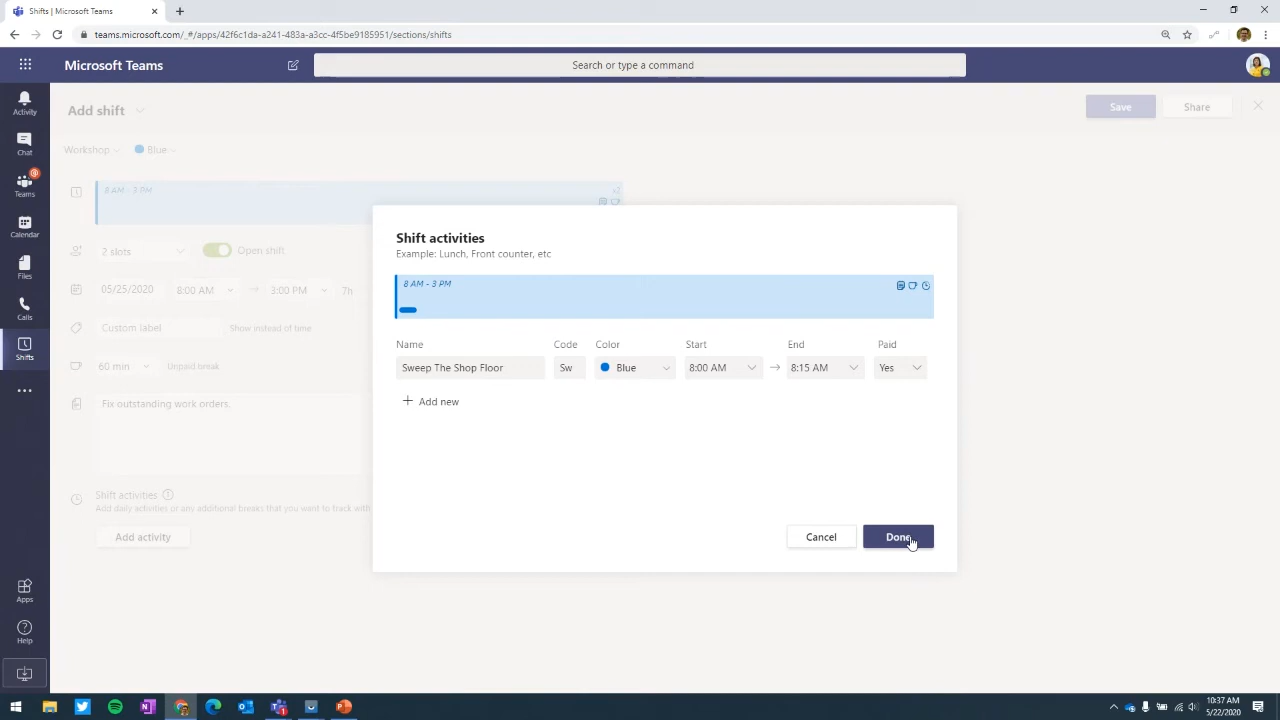 Shifts | Microsoft Teams
teams.microsoft.com/_#/apps/42f6c1da-a241-483a-a3cc-4f5be9185951/sections/shifts
Microsoft Teams
Search or type a command
Activity
Chat
Teams
Calendar
Files
Calls
Shifts
Apps
Help
Add shift
Save
Share
Workshop
Blue
8 AM - 3 PM
2 slots
Open shift
05/25/2020
8:00 AM
3:00 PM
7h
Custom label
Show instead of time
60 min
Unpaid break
Fix outstanding work orders.
Shift activities
Add daily activities or any additional breaks that you want to track with
Add activity
Shift activities
Example: Lunch, Front counter, etc
8 AM - 3 PM
Name Code Color Start End Paid
Sweep The Shop Floor Sw Blue 8:00 AM 8:15 AM Yes
+ Add new
Cancel
Done
10:37 AM
5/22/2020